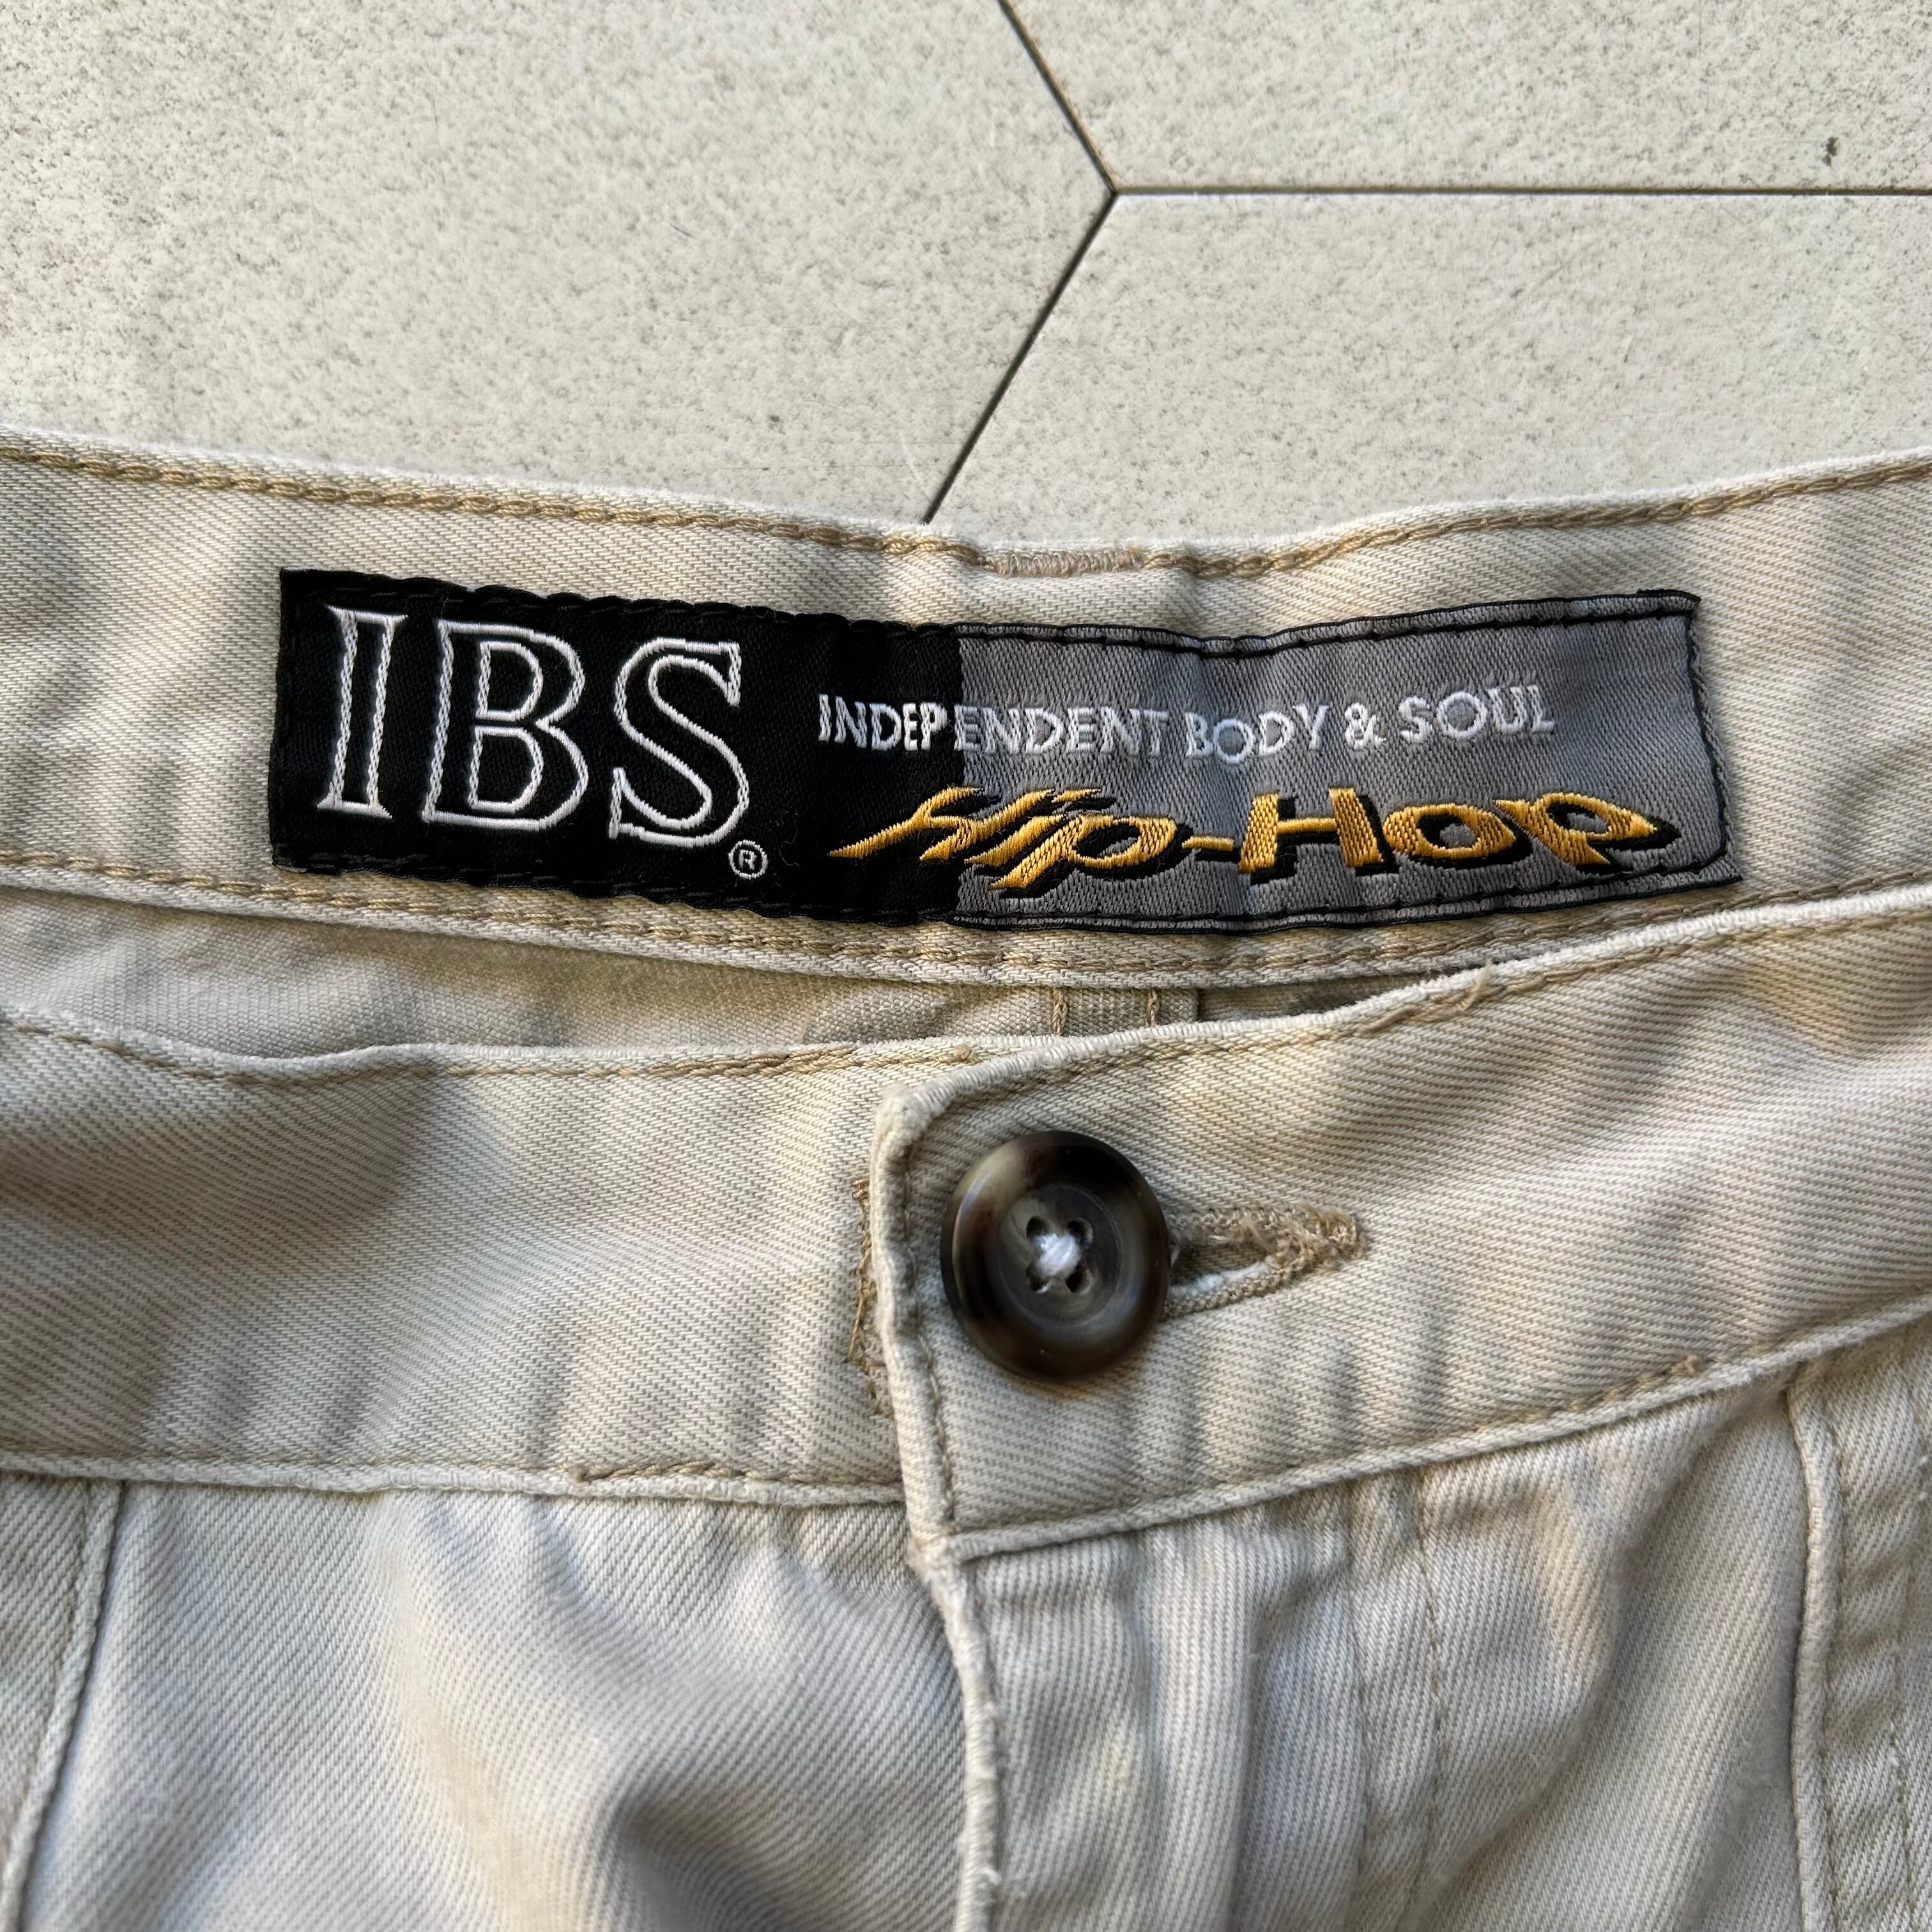 IBS®
INDEPENDENT BODY & SOUL
Hip-Hop